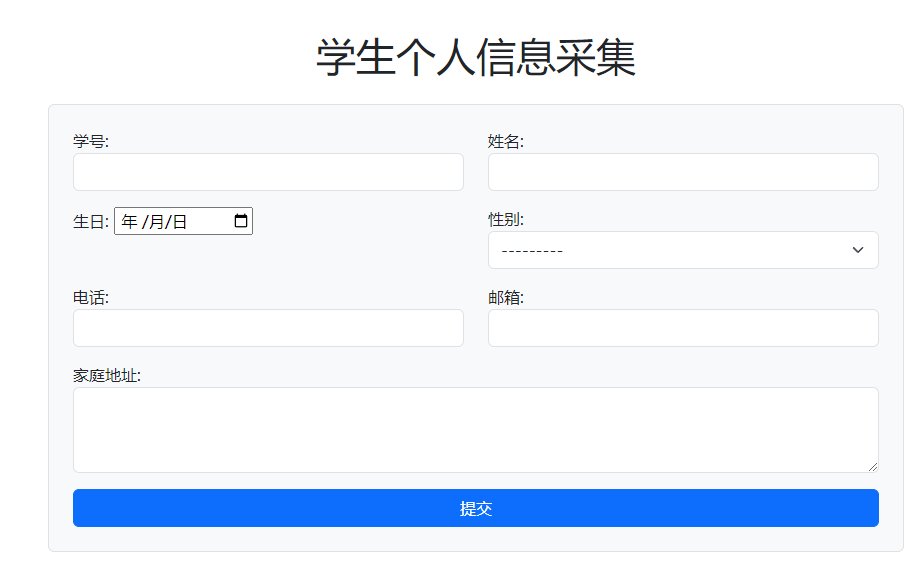 学生个人信息采集
学号:
姓名:
生日: 年 /月/日
性别:
---------
电话:
邮箱:
家庭地址:
提交